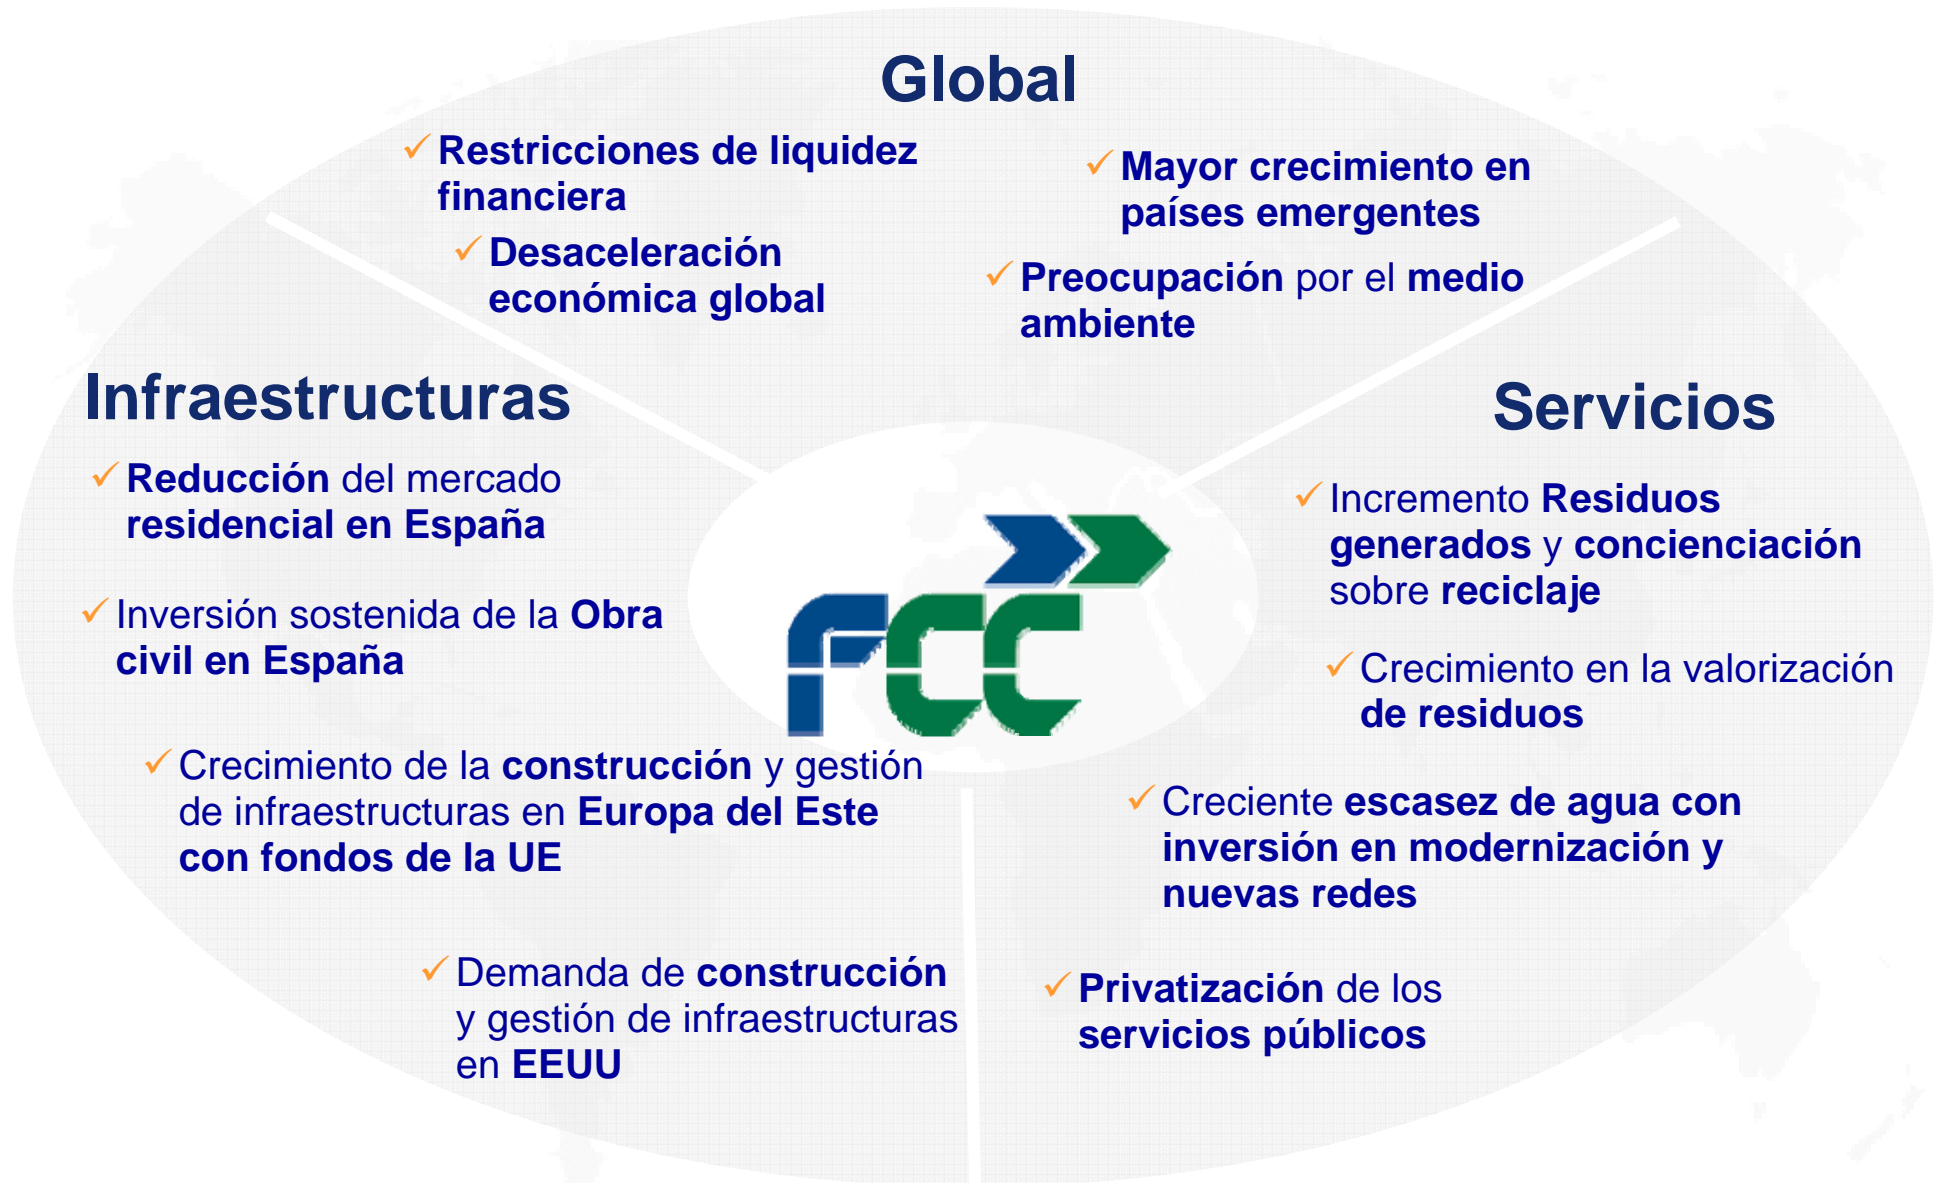 Global
Restricciones de liquidez
financiera
Desaceleración
económica global
Mayor crecimiento en
países emergentes
Preocupación por el medio
ambiente
Infraestructuras
Reducción del mercado
residencial en España
Inversión sostenida de la Obra
civil en España
Crecimiento de la construcción y gestión
de infraestructuras en Europa del Este
con fondos de la UE
Demanda de construcción
y gestión de infraestructuras
en EEUU
FCC
Servicios
Incremento Residuos
generados y concienciación
sobre reciclaje
Crecimiento en la valorización
de residuos
Creciente escasez de agua con
inversión en modernización y
nuevas redes
Privatización de los
servicios públicos